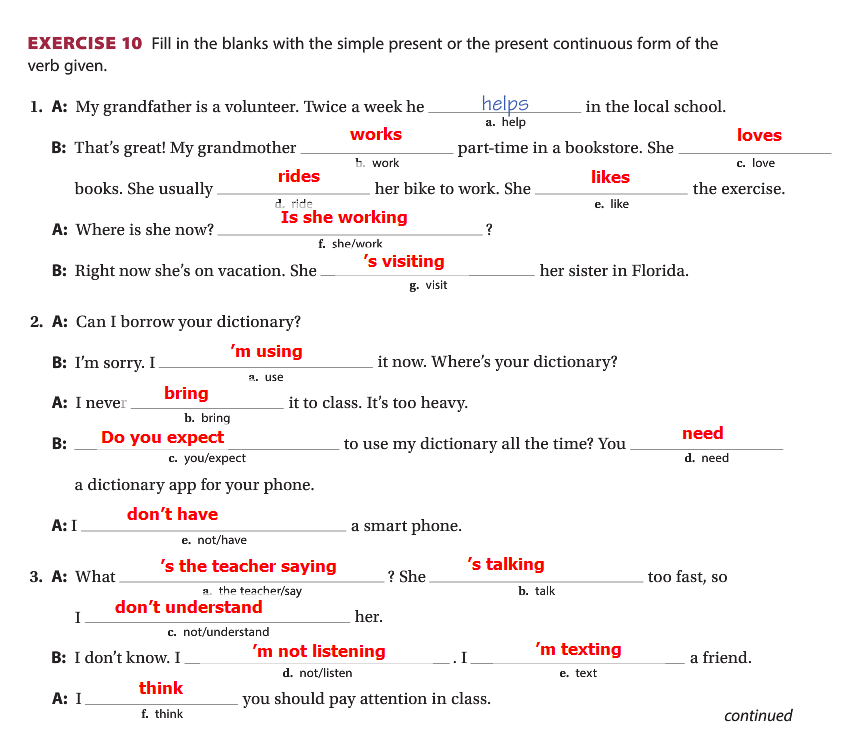 EXERCISE 10 Fill in the blanks with the simple present or the present continuous form of the
verb given.
1. A: My grandfather is a volunteer. Twice a week he helps in the local school.
a. help
B: That's great! My grandmother works part-time in a bookstore. She loves
b. work c. love
books. She usually rides her bike to work. She likes the exercise.
d. ride e. like
A: Where is she now? Is she working ?
f. she/work
B: Right now she's on vacation. She 's visiting her sister in Florida.
g. visit
2. A: Can I borrow your dictionary?
B: I'm sorry. I 'm using it now. Where's your dictionary?
a. use
A: I never bring it to class. It's too heavy.
b. bring
B: Do you expect to use my dictionary all the time? You need
c. you/expect d. need
a dictionary app for your phone.
A: I don't have a smart phone.
e. not/have
3. A: What 's the teacher saying ? She 's talking too fast, so
a. the teacher/say b. talk
I don't understand her.
c. not/understand
B: I don't know. I 'm not listening . I 'm texting a friend.
d. not/listen e. text
A: I think you should pay attention in class.
f. think
continued